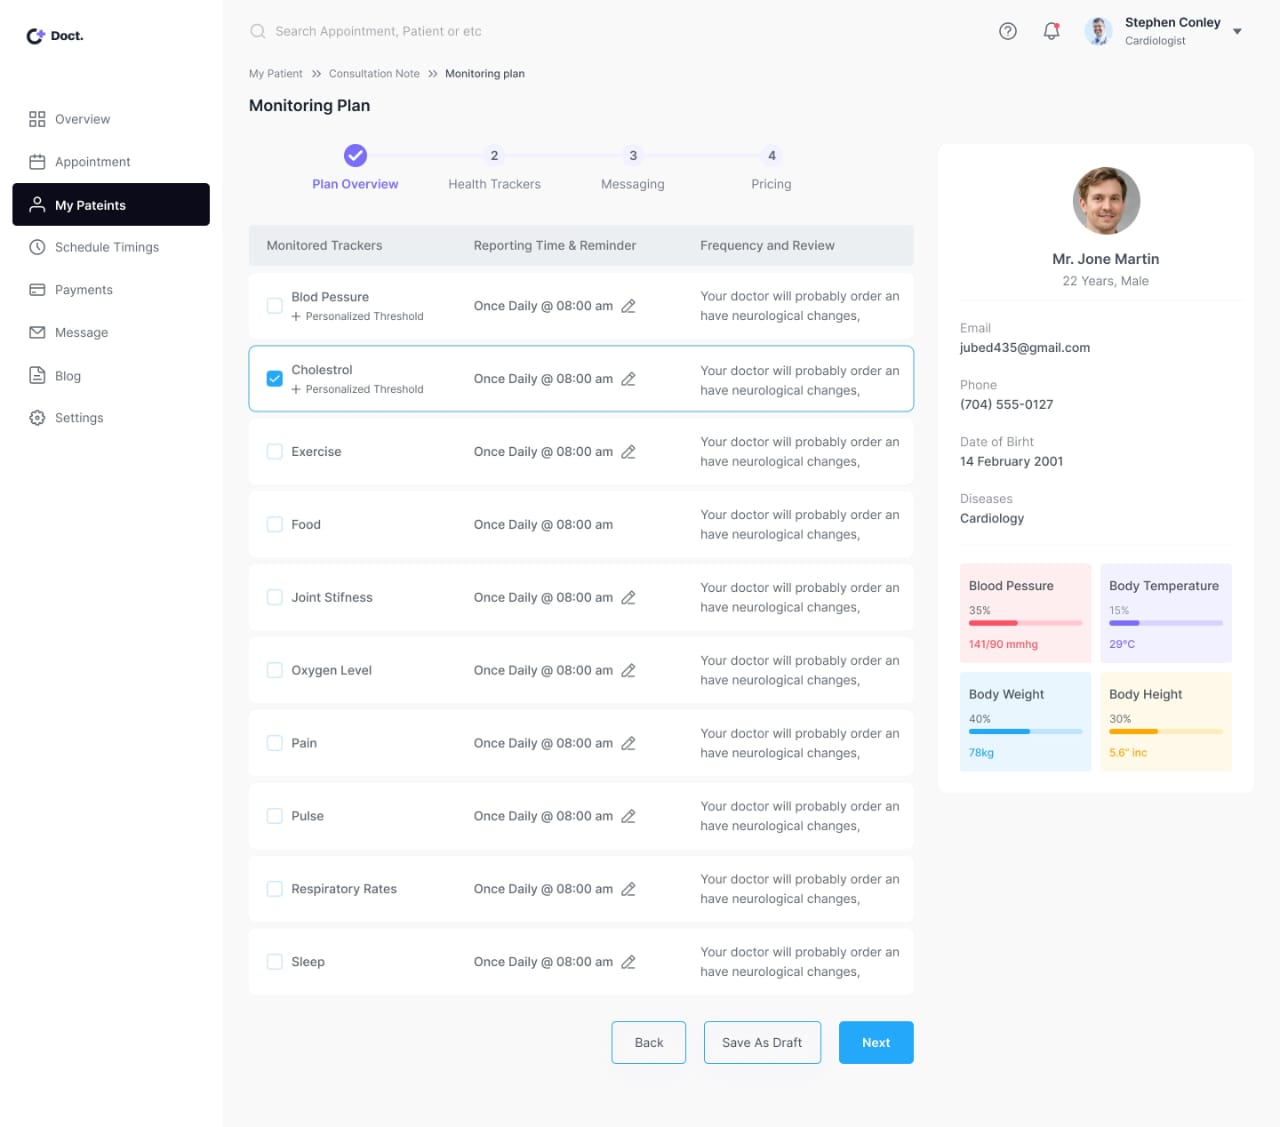 Doct.
Search Appointment, Patient or etc
Stephen Conley
Cardiologist
My Patient » Consultation Note » Monitoring plan
Monitoring Plan
Overview
Appointment
My Pateints
Schedule Timings
Payments
Message
Blog
Settings
2 3 4
Plan Overview Health Trackers Messaging Pricing
Monitored Trackers Reporting Time & Reminder Frequency and Review
Blod Pessure
+ Personalized Threshold
Once Daily @ 08:00 am
Your doctor will probably order an
have neurological changes,
Cholestrol
+ Personalized Threshold
Once Daily @ 08:00 am
Your doctor will probably order an
have neurological changes,
Exercise
Once Daily @ 08:00 am
Your doctor will probably order an
have neurological changes,
Food
Once Daily @ 08:00 am
Your doctor will probably order an
have neurological changes,
Joint Stifness
Once Daily @ 08:00 am
Your doctor will probably order an
have neurological changes,
Oxygen Level
Once Daily @ 08:00 am
Your doctor will probably order an
have neurological changes,
Pain
Once Daily @ 08:00 am
Your doctor will probably order an
have neurological changes,
Pulse
Once Daily @ 08:00 am
Your doctor will probably order an
have neurological changes,
Respiratory Rates
Once Daily @ 08:00 am
Your doctor will probably order an
have neurological changes,
Sleep
Once Daily @ 08:00 am
Your doctor will probably order an
have neurological changes,
Back Save As Draft Next
Mr. Jone Martin
22 Years, Male
Email
jubed435@gmail.com
Phone
(704) 555-0127
Date of Birht
14 February 2001
Diseases
Cardiology
Blood Pessure
35%
141/90 mmhg
Body Temperature
15%
29°C
Body Weight
40%
78kg
Body Height
30%
5.6" inc